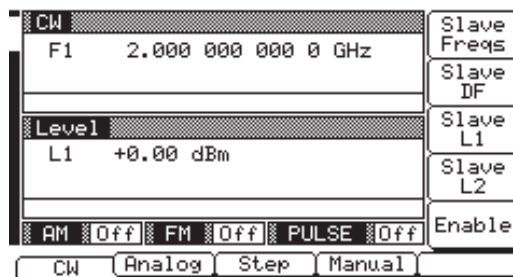 CW
F1 2.000 000 000 0 GHz
Level
L1 +0.00 dBm
AM Off FM Off PULSE Off
CW Analog Step Manual
Slave
Freqs
Slave
DF
Slave
L1
Slave
L2
Enable